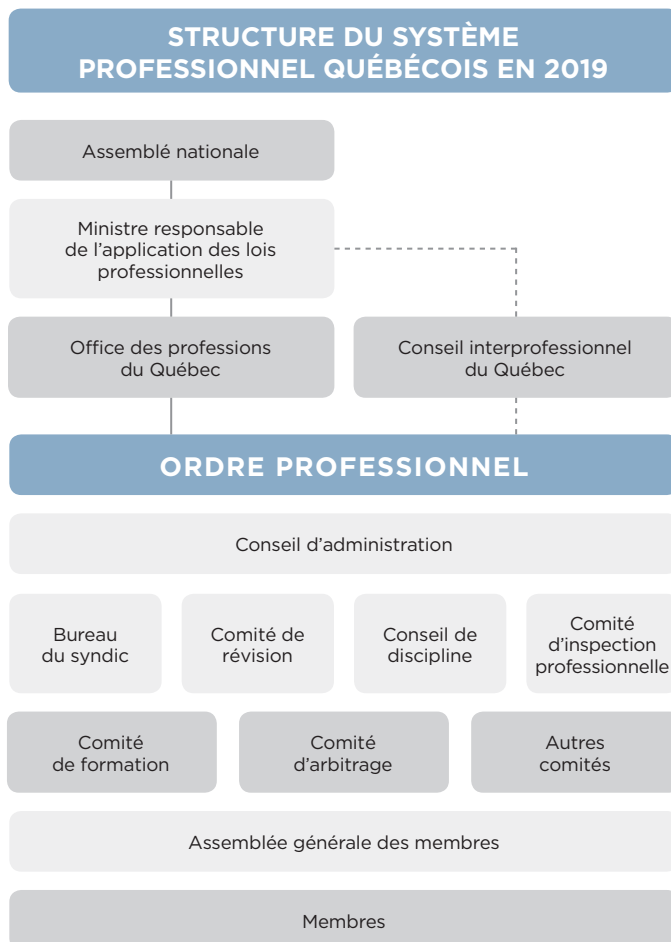 STRUCTURE DU SYSTÈME
PROFESSIONNEL QUÉBÉCOIS EN 2019
Assemblé nationale
Ministre responsable
de l'application des lois
professionnelles
Office des professions
du Québec
Conseil interprofessionnel
du Québec
ORDRE PROFESSIONNEL
Conseil d'administration
Bureau
du syndic
Comité de
révision
Conseil de
discipline
Comité
d'inspection
professionnelle
Comité
de formation
Comité
d'arbitrage
Autres
comités
Assemblée générale des membres
Membres